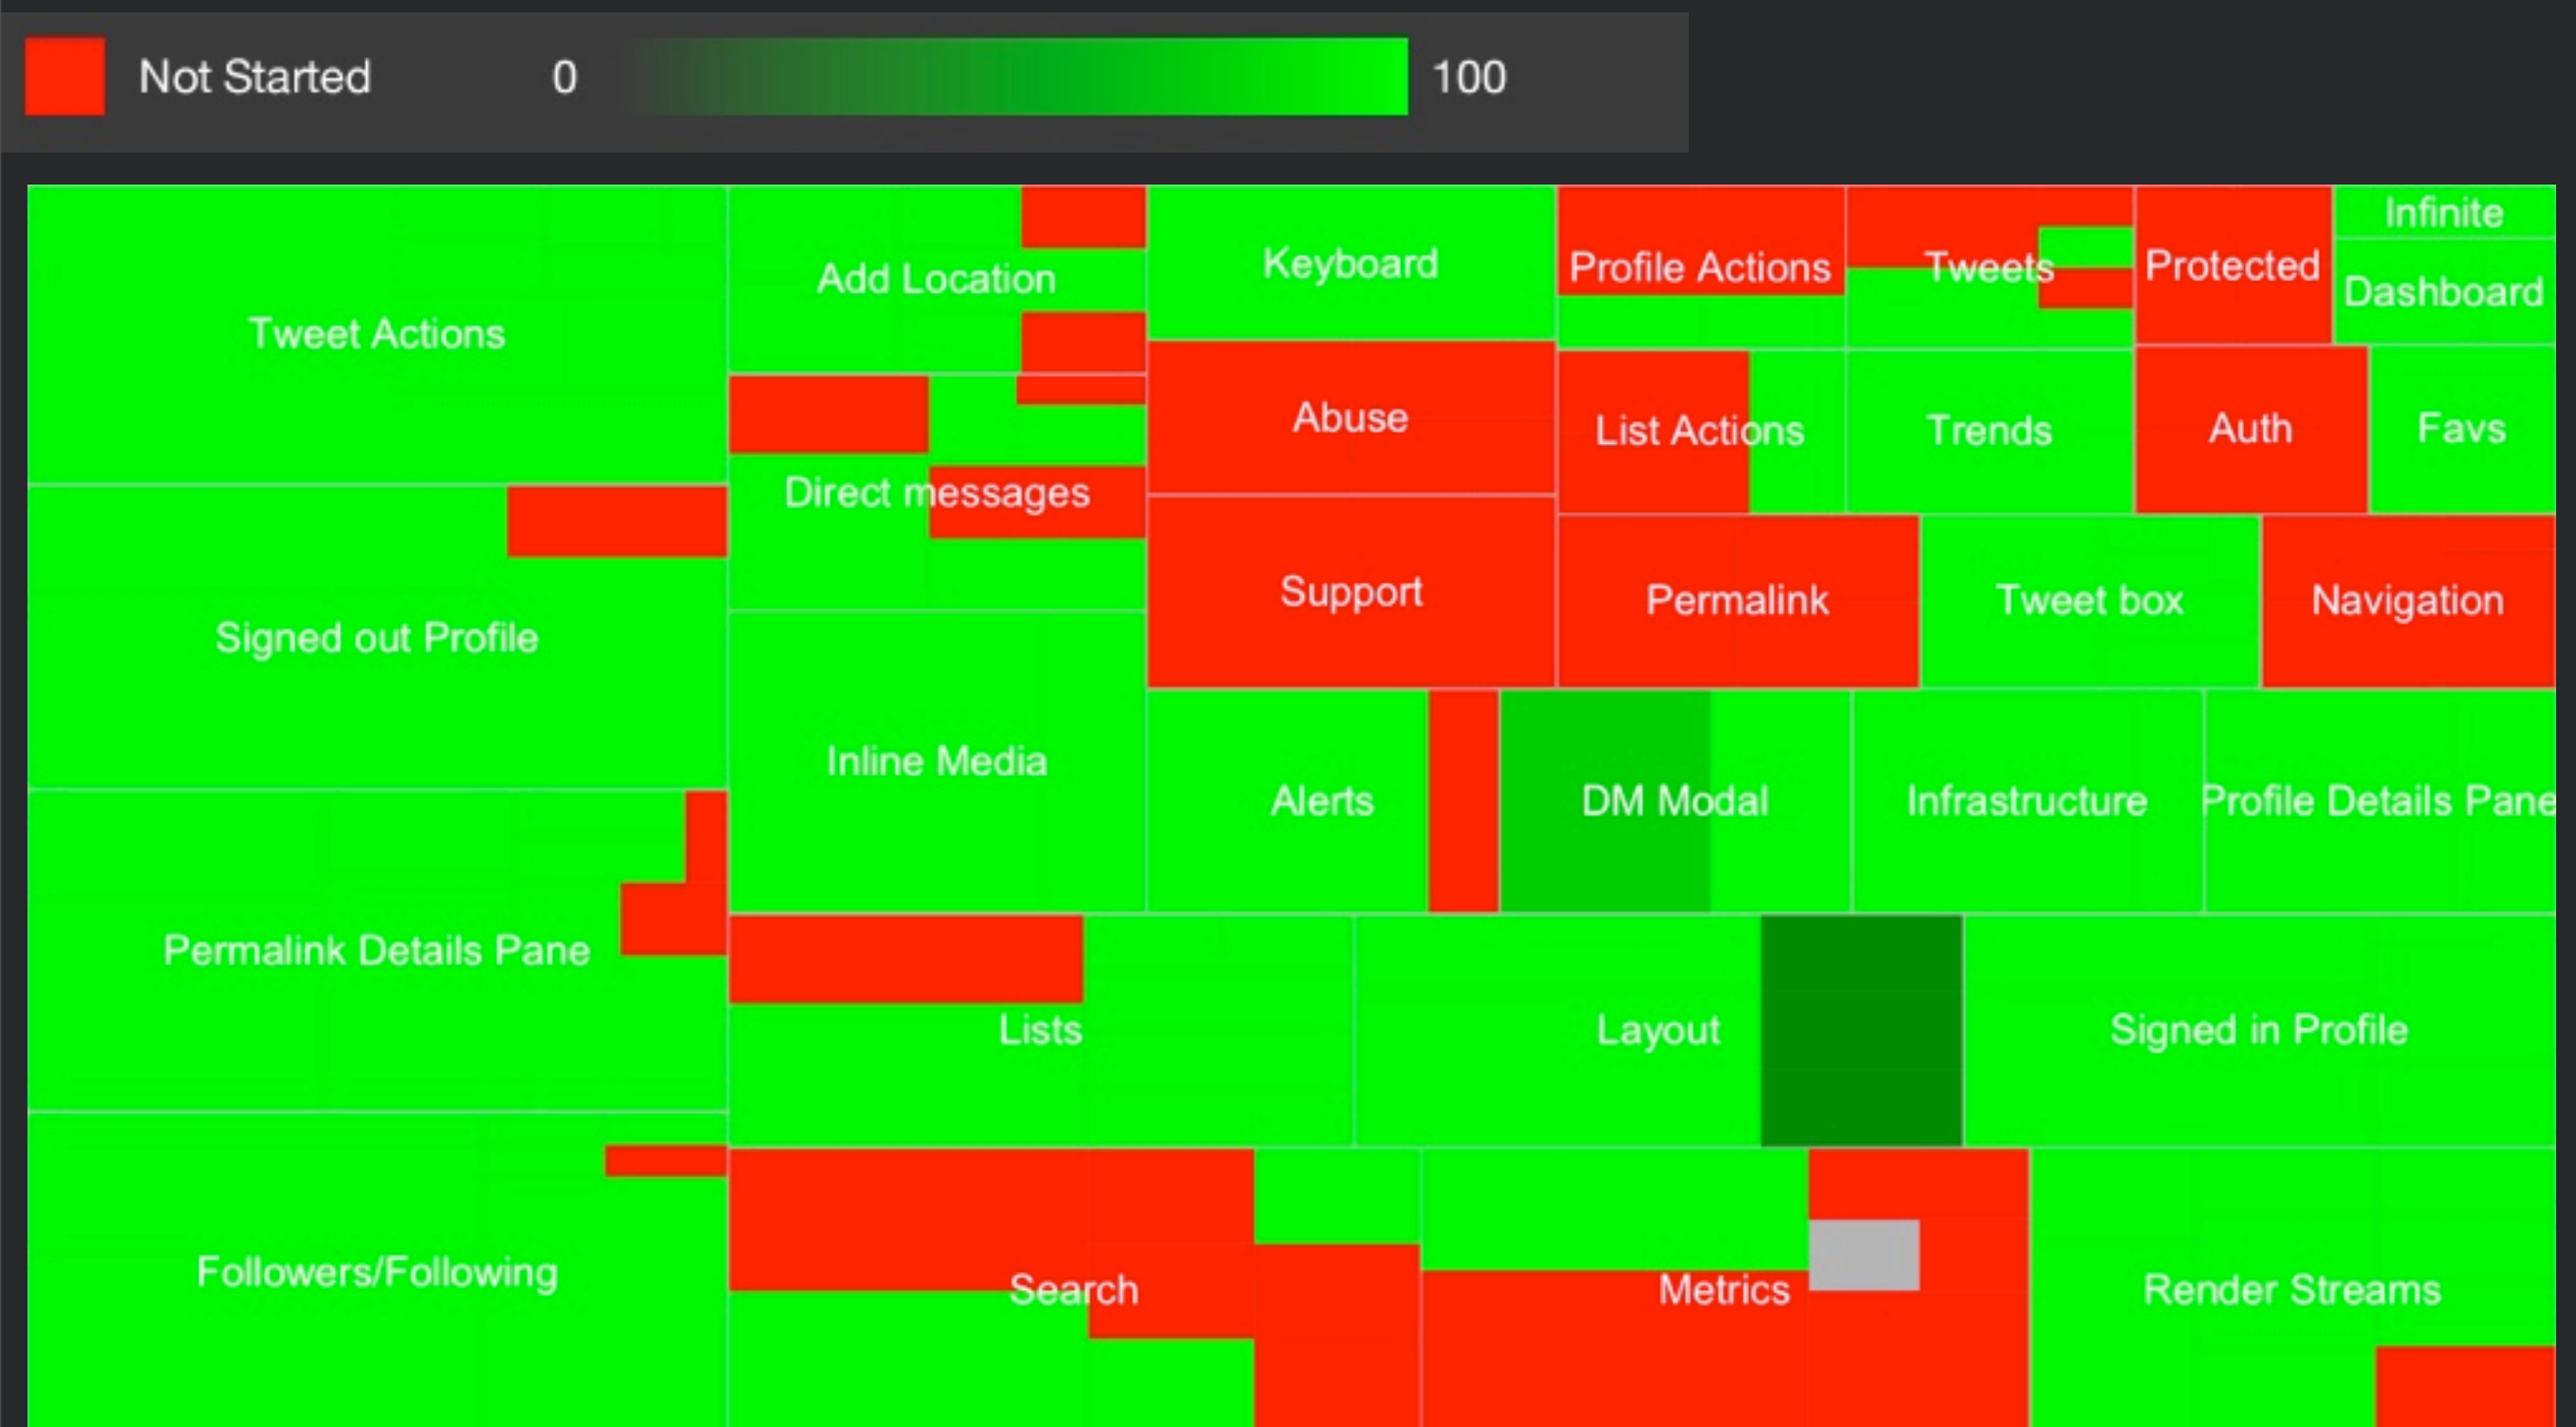 Not Started
0
100
Tweet Actions
Add Location
Keyboard
Profile Actions
Tweets
Protected
Infinite
Dashboard
Abuse
List Actions
Trends
Auth
Favs
Direct messages
Signed out Profile
Support
Permalink
Tweet box
Navigation
Inline Media
Alerts
DM Modal
Infrastructure
Profile Details Pane
Permalink Details Pane
Lists
Layout
Signed in Profile
Followers/Following
Search
Metrics
Render Streams